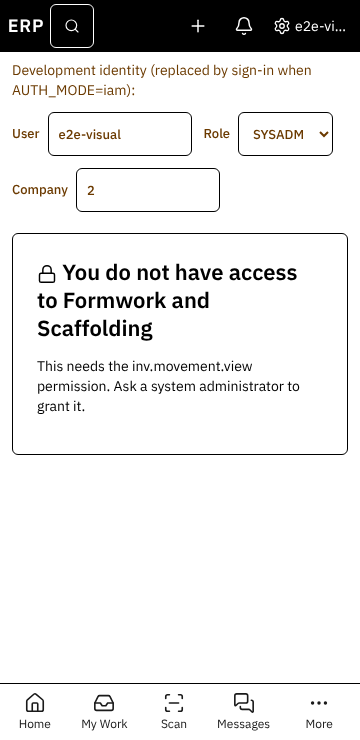 ERP
e2e-vi...
Development identity (replaced by sign-in when
AUTH_MODE=iam):
User e2e-visual Role SYSADM
Company 2
You do not have access
to Formwork and
Scaffolding
This needs the inv.movement.view
permission. Ask a system administrator to
grant it.
Home My Work Scan Messages More